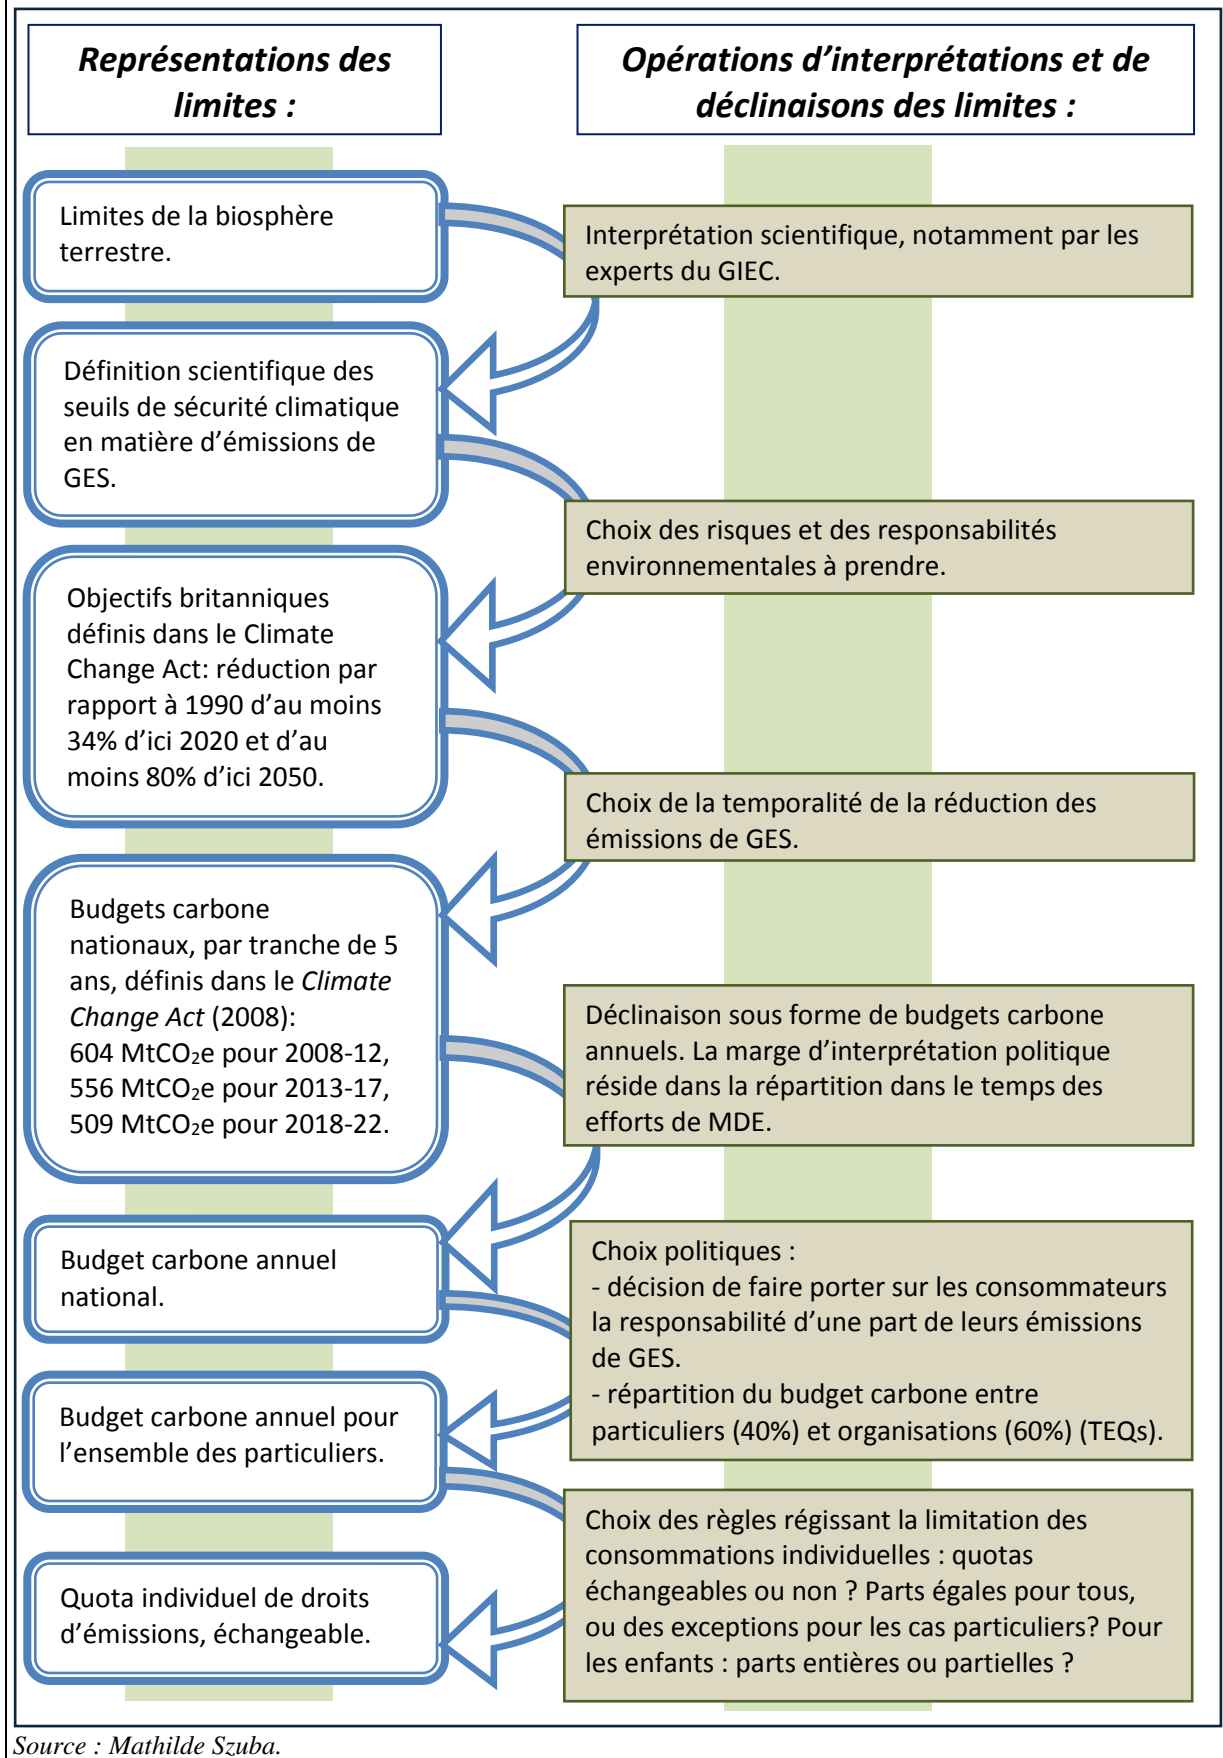 Représentations des
limites :
Opérations d’interprétations et de
déclinaisons des limites :
Limites de la biosphère
terrestre.
Interprétation scientifique, notamment par les
experts du GIEC.
Définition scientifique des
seuils de sécurité climatique
en matière d’émissions de
GES.
Choix des risques et des responsabilités
environnementales à prendre.
Objectifs britanniques
définis dans le Climate
Change Act: réduction par
rapport à 1990 d’au moins
34% d’ici 2020 et d’au
moins 80% d’ici 2050.
Choix de la temporalité de la réduction des
émissions de GES.
Budgets carbone
nationaux, par tranche de 5
ans, définis dans le Climate
Change Act (2008):
604 MtCO₂e pour 2008-12,
556 MtCO₂e pour 2013-17,
509 MtCO₂e pour 2018-22.
Déclinaison sous forme de budgets carbone
annuels. La marge d’interprétation politique
réside dans la répartition dans le temps des
efforts de MDE.
Budget carbone annuel
national.
Choix politiques :
- décision de faire porter sur les consommateurs
la responsabilité d’une part de leurs émissions
de GES.
- répartition du budget carbone entre
particuliers (40%) et organisations (60%) (TEQs).
Budget carbone annuel pour
l’ensemble des particuliers.
Choix des règles régissant la limitation des
consommations individuelles : quotas
échangeables ou non ? Parts égales pour tous,
ou des exceptions pour les cas particuliers? Pour
les enfants : parts entières ou partielles ?
Quota individuel de droits
d’émissions, échangeable.
Source : Mathilde Szuba.